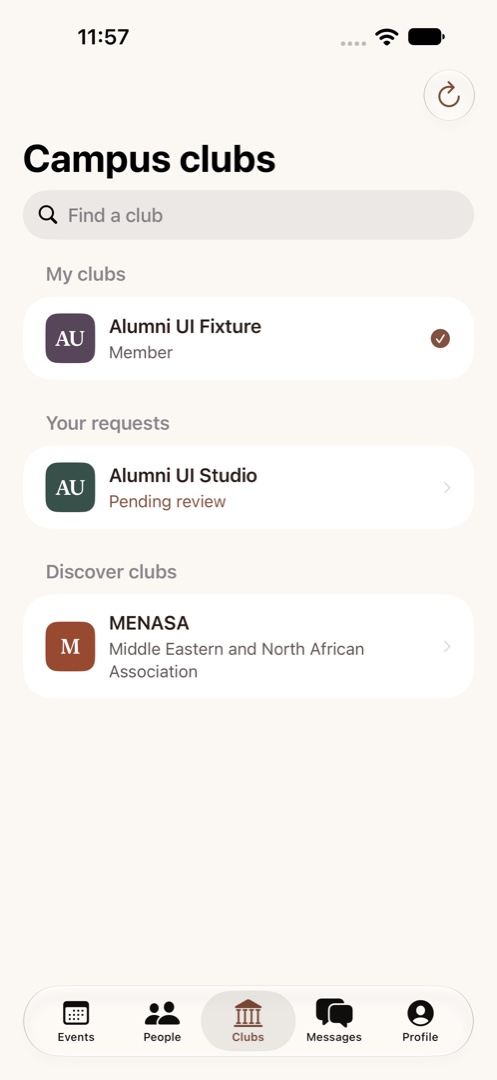 11:57
Campus clubs
Find a club
My clubs
AU
Alumni UI Fixture
Member
Your requests
AU
Alumni UI Studio
Pending review
Discover clubs
M
MENASA
Middle Eastern and North African
Association
Events
People
Clubs
Messages
Profile